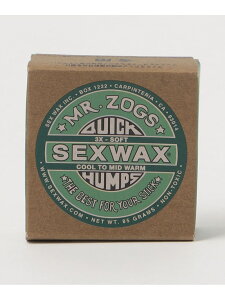 SEX WAX INC. • BOX 1222 • CARPINTERIA, CA 93014
MR. ZOGS
QUICK
3X - SOFT
SEXWAX
COOL TO MID WARM
HUMPS
THE BEST FOR YOUR STICK
SEXWAX.COM • NET WT. 85 GRAMS • NON-TOXIC